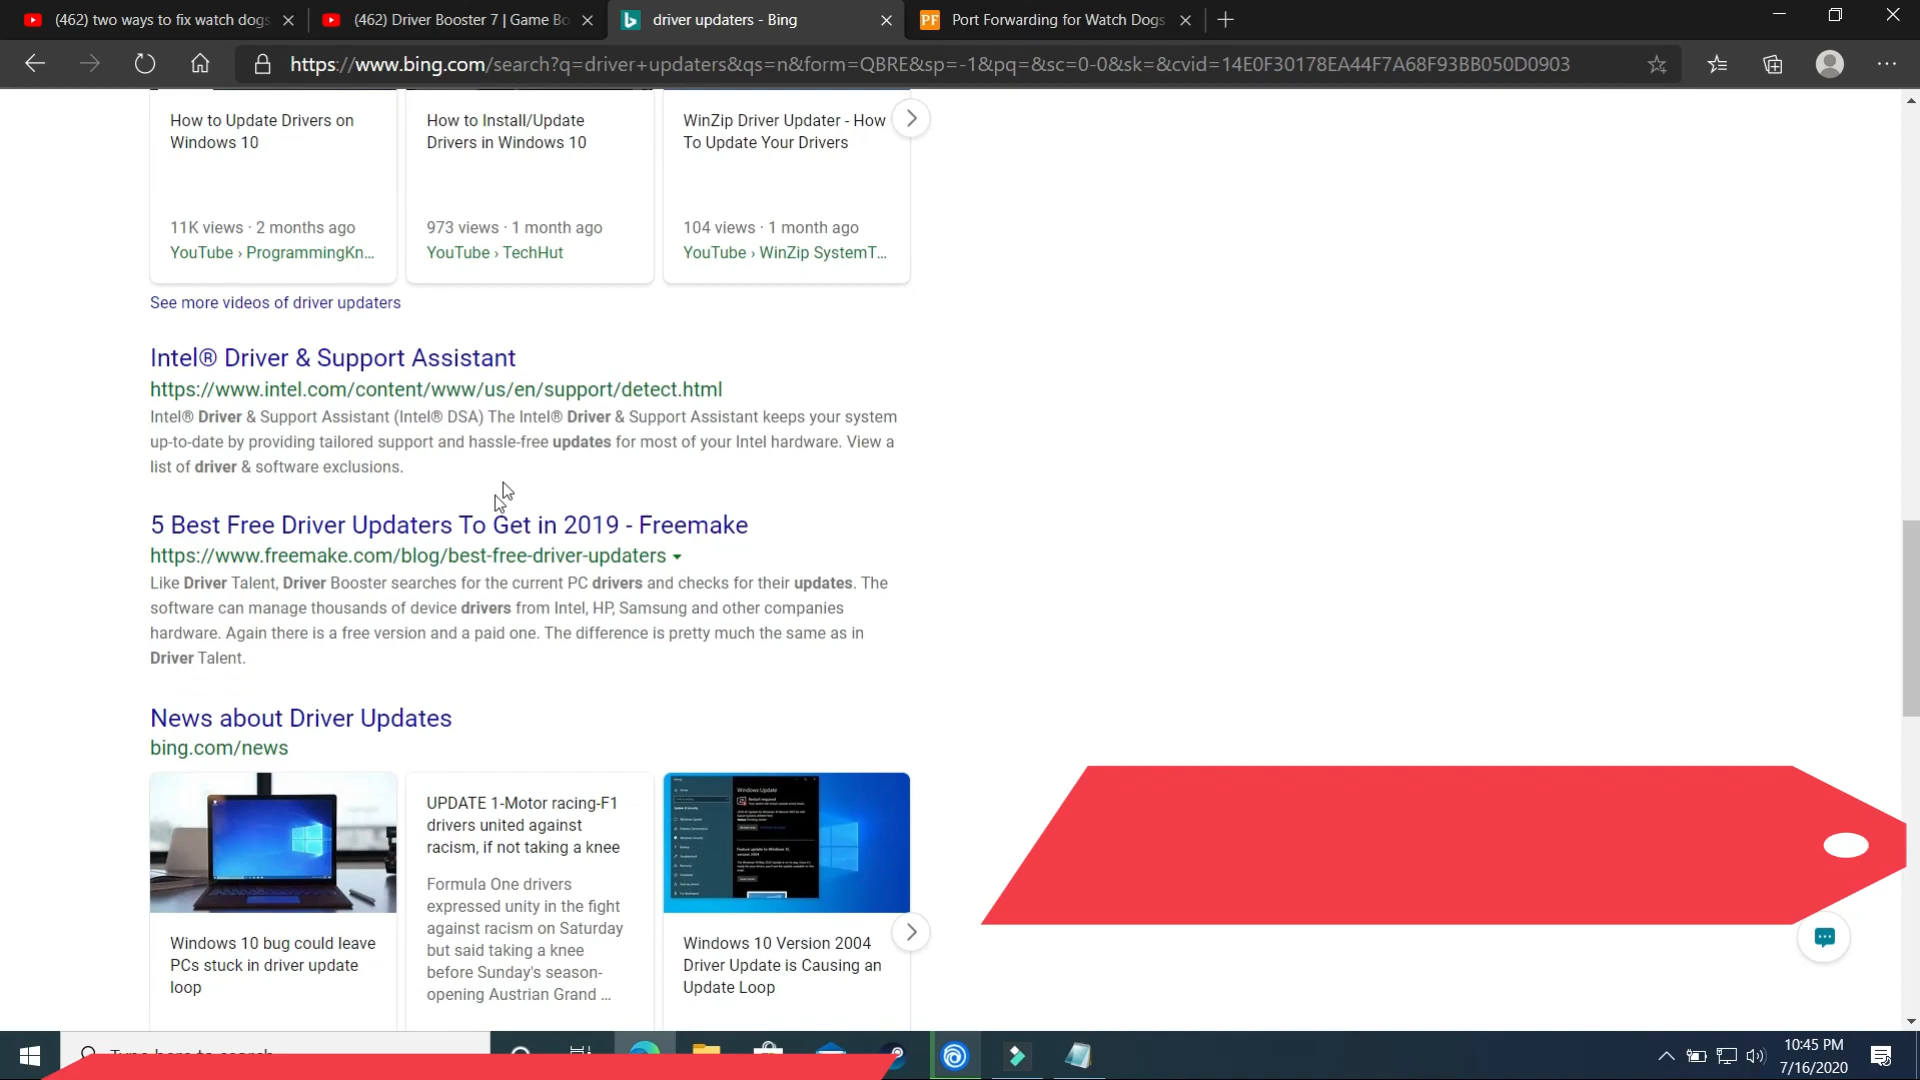 (462) two ways to fix watch dogs
(462) Driver Booster 7 | Game Bo
driver updaters - Bing
PF Port Forwarding for Watch Dogs
https://www.bing.com/search?q=driver+updaters&qs=n&form=QBRE&sp=-1&pq=&sc=0-0&sk=&cvid=14E0F30178EA44F7A68F93BB050D0903
How to Update Drivers on
Windows 10
11K views · 2 months ago
YouTube › ProgrammingKn...
How to Install/Update
Drivers in Windows 10
973 views · 1 month ago
YouTube › TechHut
WinZip Driver Updater - How
To Update Your Drivers
104 views · 1 month ago
YouTube › WinZip SystemT...
See more videos of driver updaters
Intel® Driver & Support Assistant
https://www.intel.com/content/www/us/en/support/detect.html
Intel® Driver & Support Assistant (Intel® DSA) The Intel® Driver & Support Assistant keeps your system
up-to-date by providing tailored support and hassle-free updates for most of your Intel hardware. View a
list of driver & software exclusions.
5 Best Free Driver Updaters To Get in 2019 - Freemake
https://www.freemake.com/blog/best-free-driver-updaters
Like Driver Talent, Driver Booster searches for the current PC drivers and checks for their updates. The
software can manage thousands of device drivers from Intel, HP, Samsung and other companies
hardware. Again there is a free version and a paid one. The difference is pretty much the same as in
Driver Talent.
News about Driver Updates
bing.com/news
Windows 10 bug could leave
PCs stuck in driver update
loop
UPDATE 1-Motor racing-F1
drivers united against
racism, if not taking a knee
Formula One drivers
expressed unity in the fight
against racism on Saturday
but said taking a knee
before Sunday's season-
opening Austrian Grand ...
Windows Update
Windows 10 Version 2004
Driver Update is Causing an
Update Loop
Type here to search
10:45 PM
7/16/2020